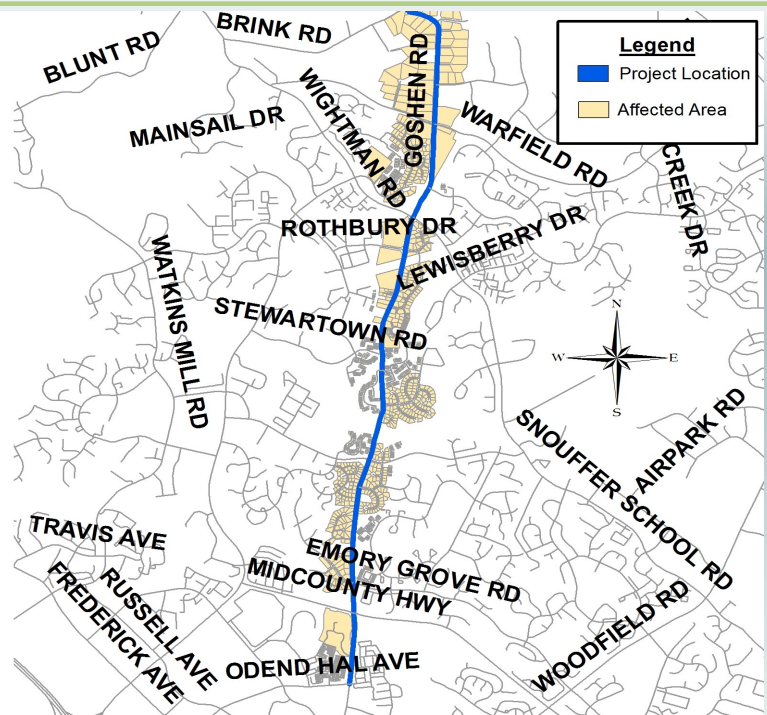 BRINK RD
BLUNT RD
Legend
Project Location
Affected Area
GOSHEN RD
WIGHTMAN RD
MAINSAIL DR
WARFIELD RD
CREEK DR
ROTHBURY DR
LEWISBERRY DR
WATKINS MILL RD
STEWARTOWN RD
N
W
E
S
AIRPARK RD
SNOUFFER SCHOOL RD
TRAVIS AVE
EMORY GROVE RD
MIDCOUNTY HWY
RUSSELL AVE
FREDERICK AVE
WOODFIELD RD
ODEND HAL AVE